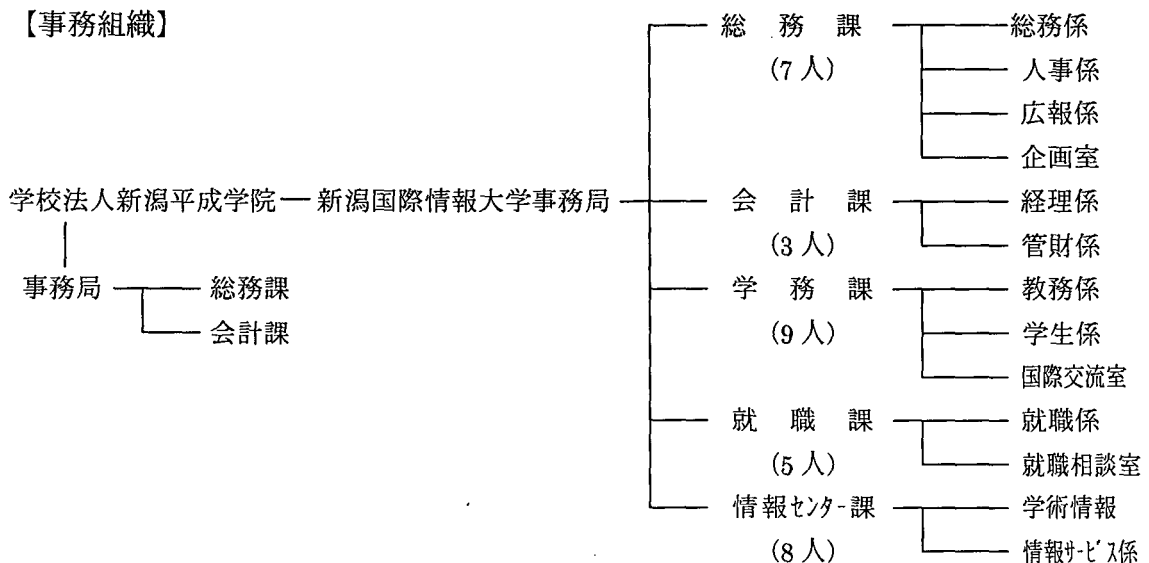 【事務組織】
総務課 総務係
(7人) 人事係
広報係
企画室
学校法人新潟平成学院 新潟国際情報大学事務局 会計課 経理係
(3人) 管財係
事務局 総務課 学務課 教務係
会計課 (9人) 学生係
国際交流室
就職課 就職係
(5人) 就職相談室
情報センター課 学術情報
(8人) 情報サービス係